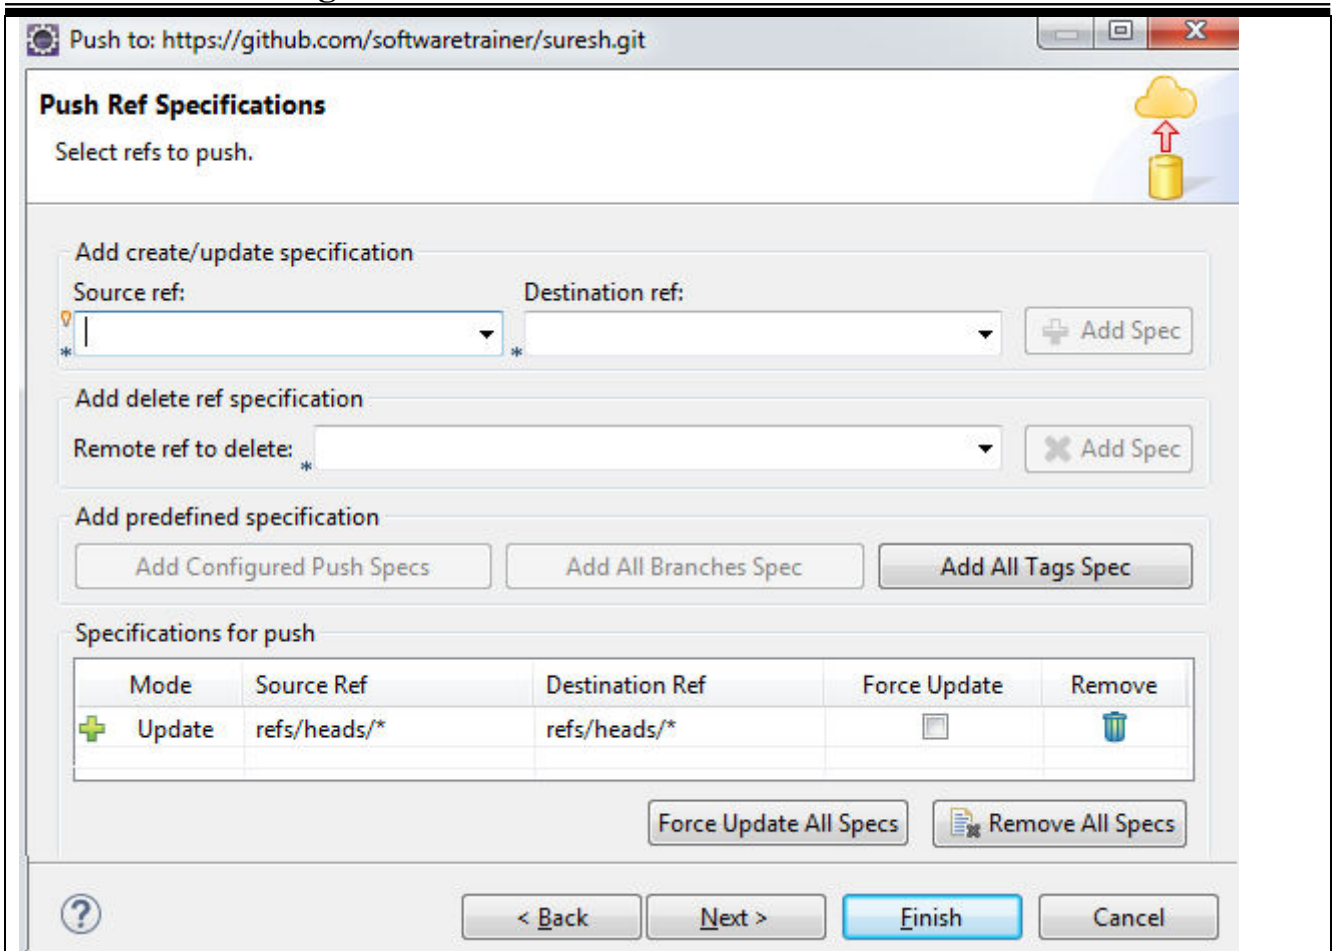 Push to: https://github.com/softwaretrainer/suresh.git
Push Ref Specifications
Select refs to push.
Add create/update specification
Source ref: Destination ref:
Add Spec
Add delete ref specification
Remote ref to delete: Add Spec
Add predefined specification
Add Configured Push Specs Add All Branches Spec Add All Tags Spec
Specifications for push
Mode Source Ref Destination Ref Force Update Remove
Update refs/heads/* refs/heads/*
Force Update All Specs Remove All Specs
< Back Next > Finish Cancel